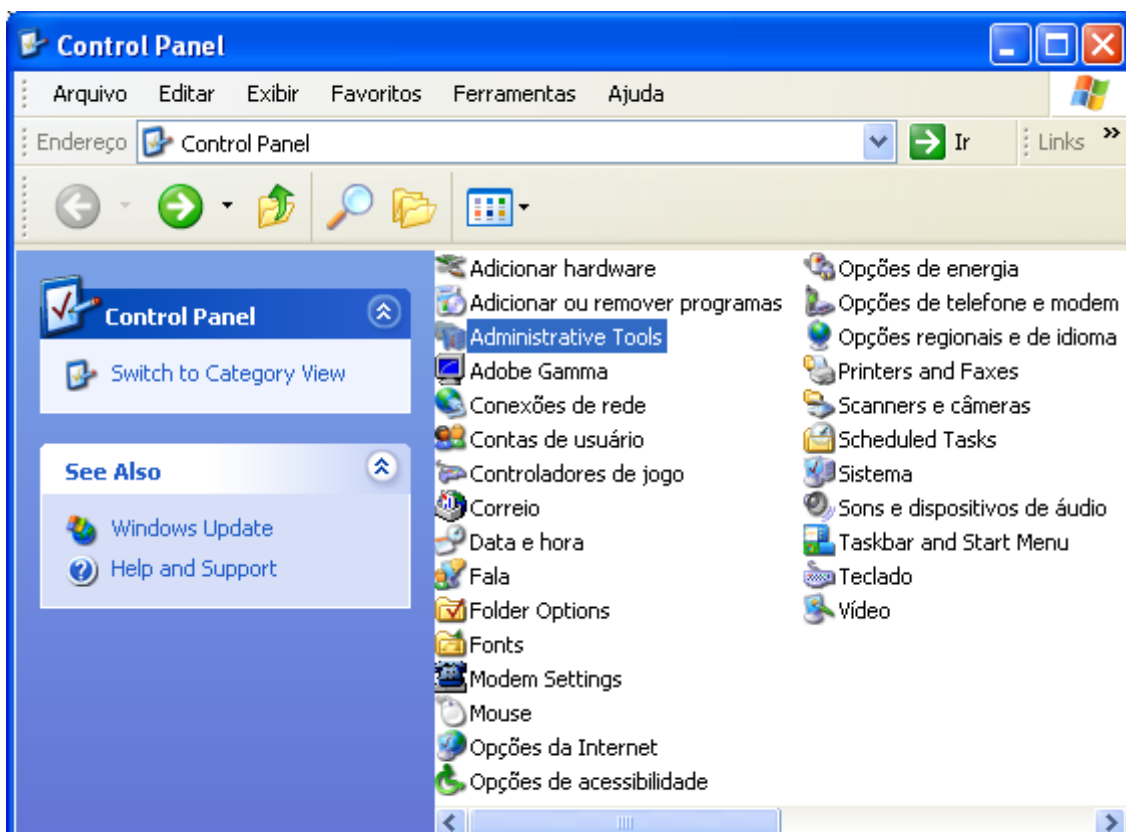 Control Panel
Arquivo Editar Exibir Favoritos Ferramentas Ajuda
Endereço Control Panel Ir Links
Control Panel
Switch to Category View
See Also
Windows Update
Help and Support
Adicionar hardware
Adicionar ou remover programas
Administrative Tools
Adobe Gamma
Conexões de rede
Contas de usuário
Controladores de jogo
Correio
Data e hora
Fala
Folder Options
Fonts
Modem Settings
Mouse
Opções da Internet
Opções de acessibilidade
Opções de energia
Opções de telefone e modem
Opções regionais e de idioma
Printers and Faxes
Scanners e câmeras
Scheduled Tasks
Sistema
Sons e dispositivos de áudio
Taskbar and Start Menu
Teclado
Vídeo